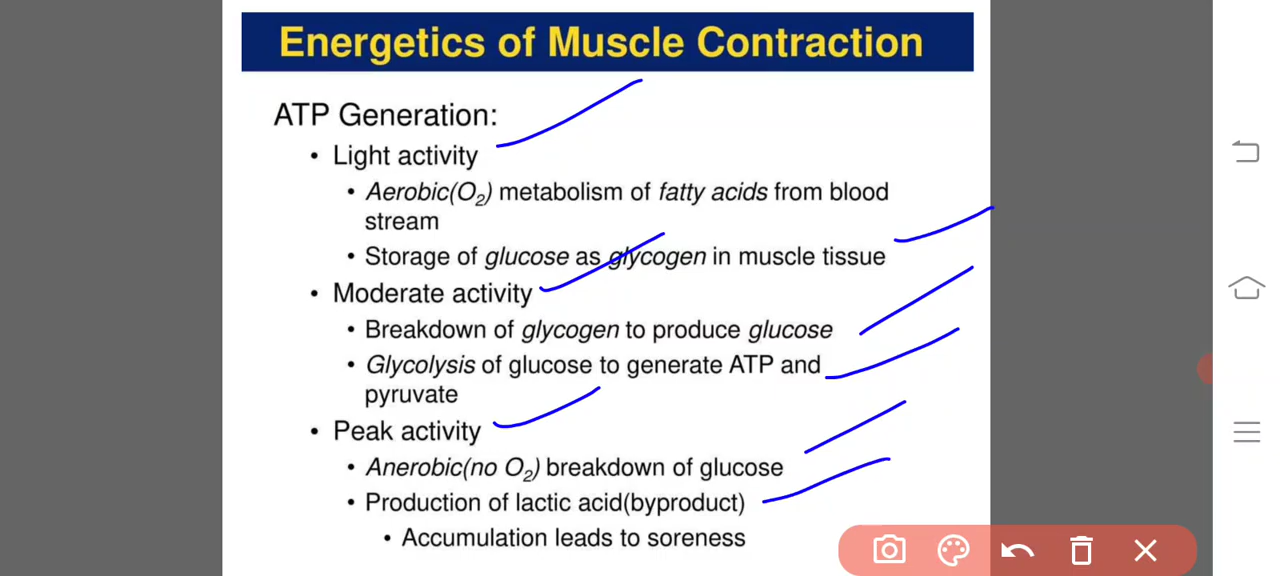 Energetics of Muscle Contraction
ATP Generation:
• Light activity
• Aerobic(O₂) metabolism of fatty acids from blood
stream
• Storage of glucose as glycogen in muscle tissue
• Moderate activity
• Breakdown of glycogen to produce glucose
• Glycolysis of glucose to generate ATP and
pyruvate
• Peak activity
• Anerobic(no O₂) breakdown of glucose
• Production of lactic acid(byproduct)
• Accumulation leads to soreness